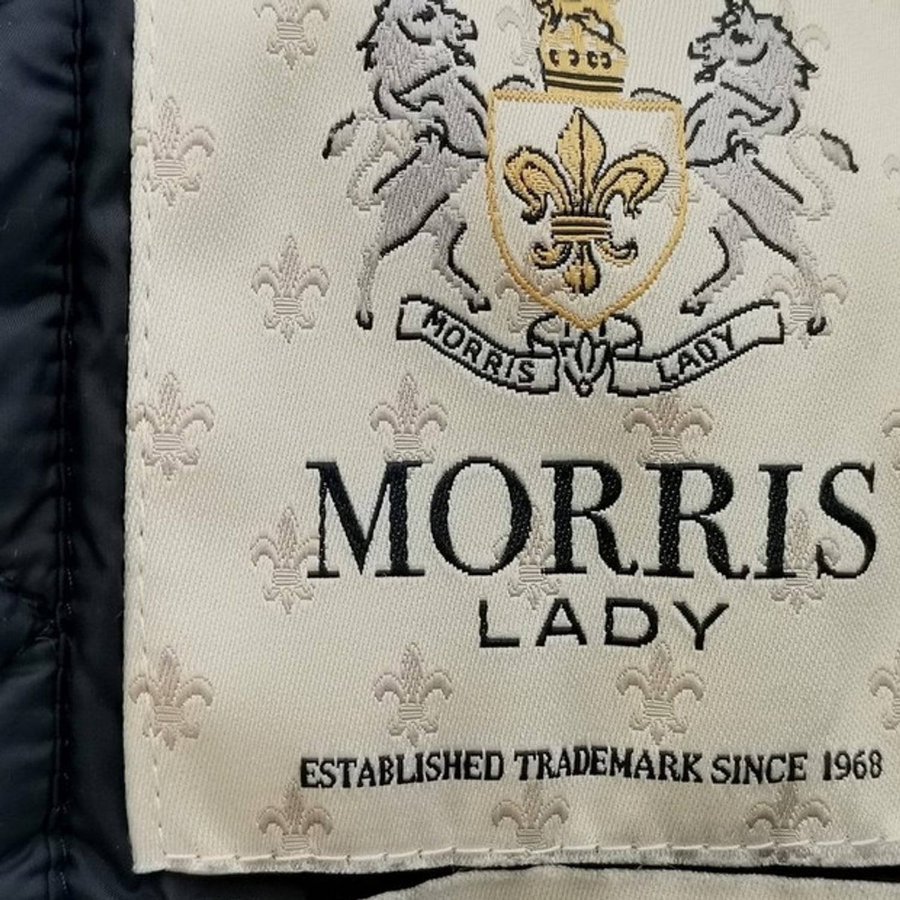 MORRIS LADY
MORRIS
LADY
ESTABLISHED TRADEMARK SINCE 1968